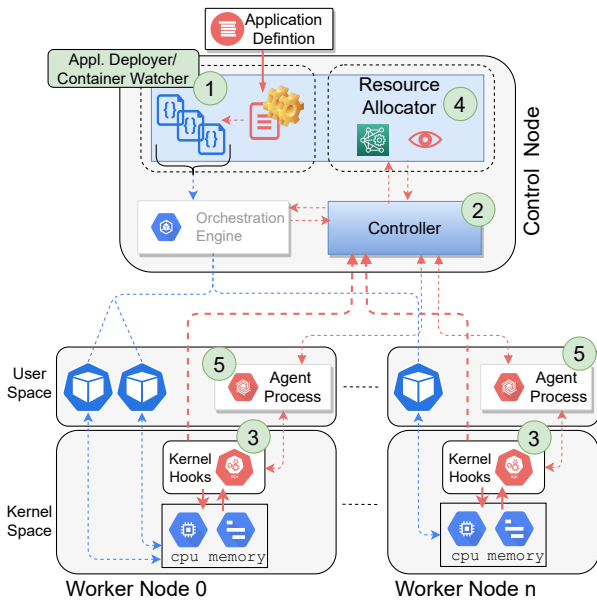 Application
Defintion
Appl. Deployer/
Container Watcher
1
Resource
Allocator
4
Control Node
Orchestration
Engine
2
Controller
User
Space
5
Agent
Process
5
Agent
Process
Kernel
Space
3
Kernel
Hooks
api
cpu memory
3
Kernel
Hooks
api
cpu memory
Worker Node 0
Worker Node n